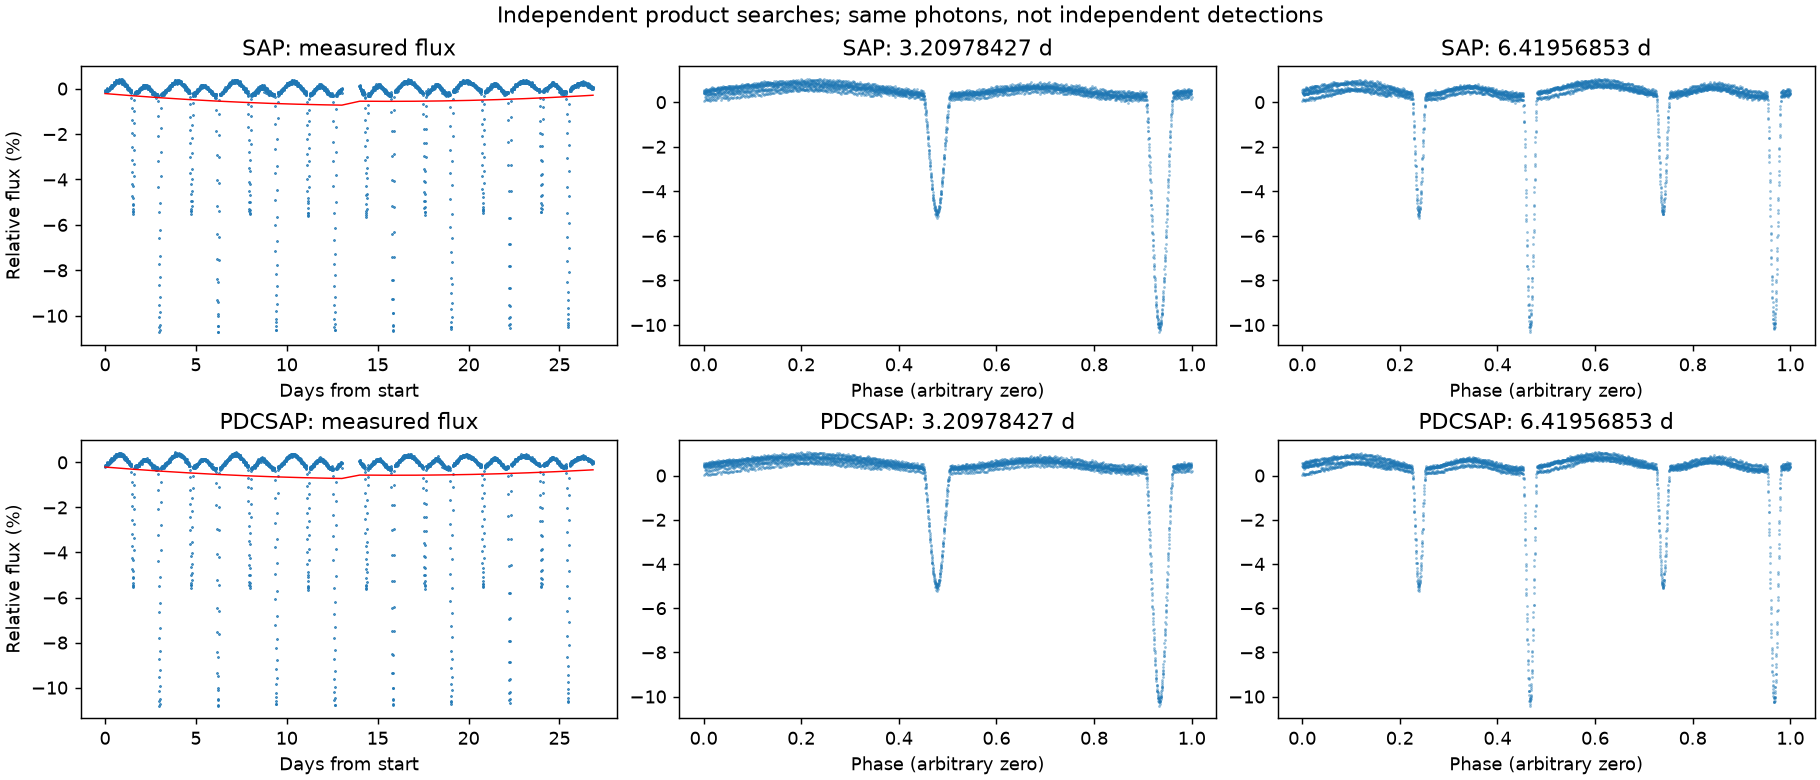 Independent product searches; same photons, not independent detections
SAP: measured flux
SAP: 3.20978427 d
SAP: 6.41956853 d
Relative flux (%)
0
−2
−4
−6
−8
−10
0
−2
−4
−6
−8
−10
0
−2
−4
−6
−8
−10
0 5 10 15 20 25
0.0 0.2 0.4 0.6 0.8 1.0
0.0 0.2 0.4 0.6 0.8 1.0
Days from start
Phase (arbitrary zero)
Phase (arbitrary zero)
PDCSAP: measured flux
PDCSAP: 3.20978427 d
PDCSAP: 6.41956853 d
Relative flux (%)
0
−2
−4
−6
−8
−10
0
−2
−4
−6
−8
−10
0
−2
−4
−6
−8
−10
0 5 10 15 20 25
0.0 0.2 0.4 0.6 0.8 1.0
0.0 0.2 0.4 0.6 0.8 1.0
Days from start
Phase (arbitrary zero)
Phase (arbitrary zero)